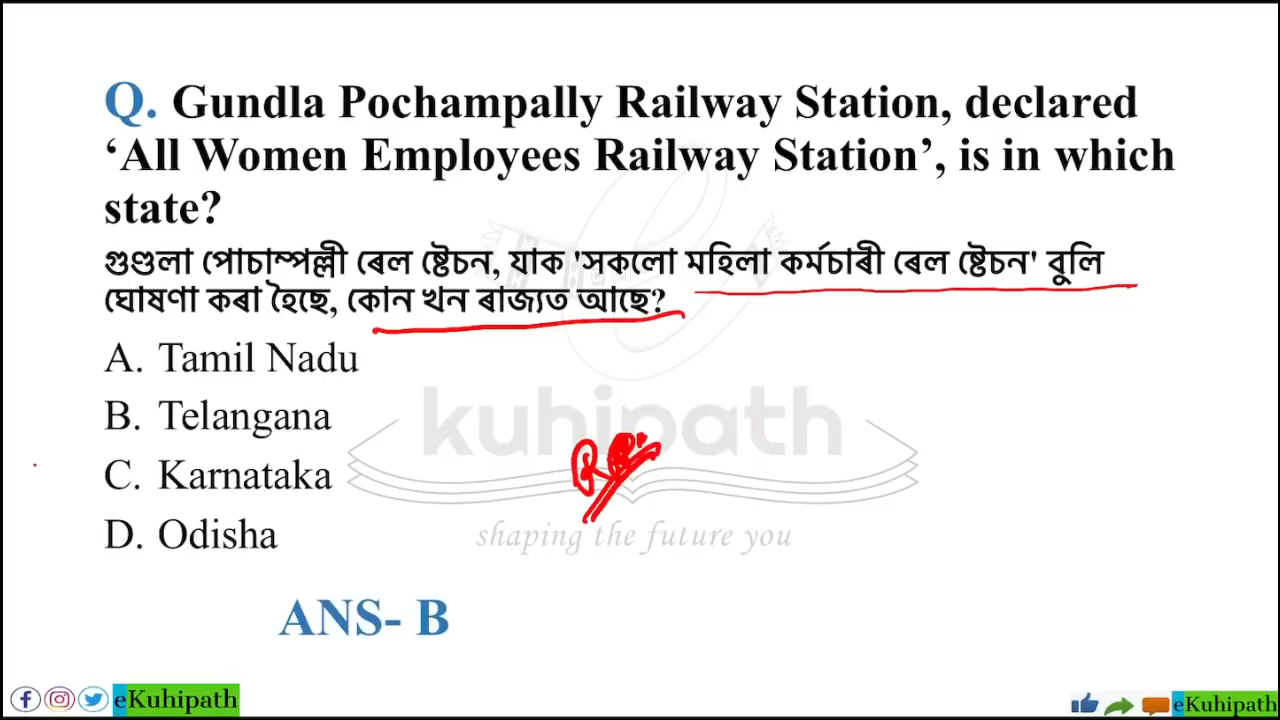 Q. Gundla Pochampally Railway Station, declared
‘All Women Employees Railway Station’, is in which
state?
গুণ্ডলা পোচাম্পল্লী ৰেল ষ্টেচন, যাক 'সকলো মহিলা কৰ্মচাৰী ৰেল ষ্টেচন' বুলি
ঘোষণা কৰা হৈছে, কোন খন ৰাজ্যত আছে?
A. Tamil Nadu
B. Telangana
kuhipath
C. Karnataka
D. Odisha
shaping the future you
ANS- B
eKuhipath
eKuhipath